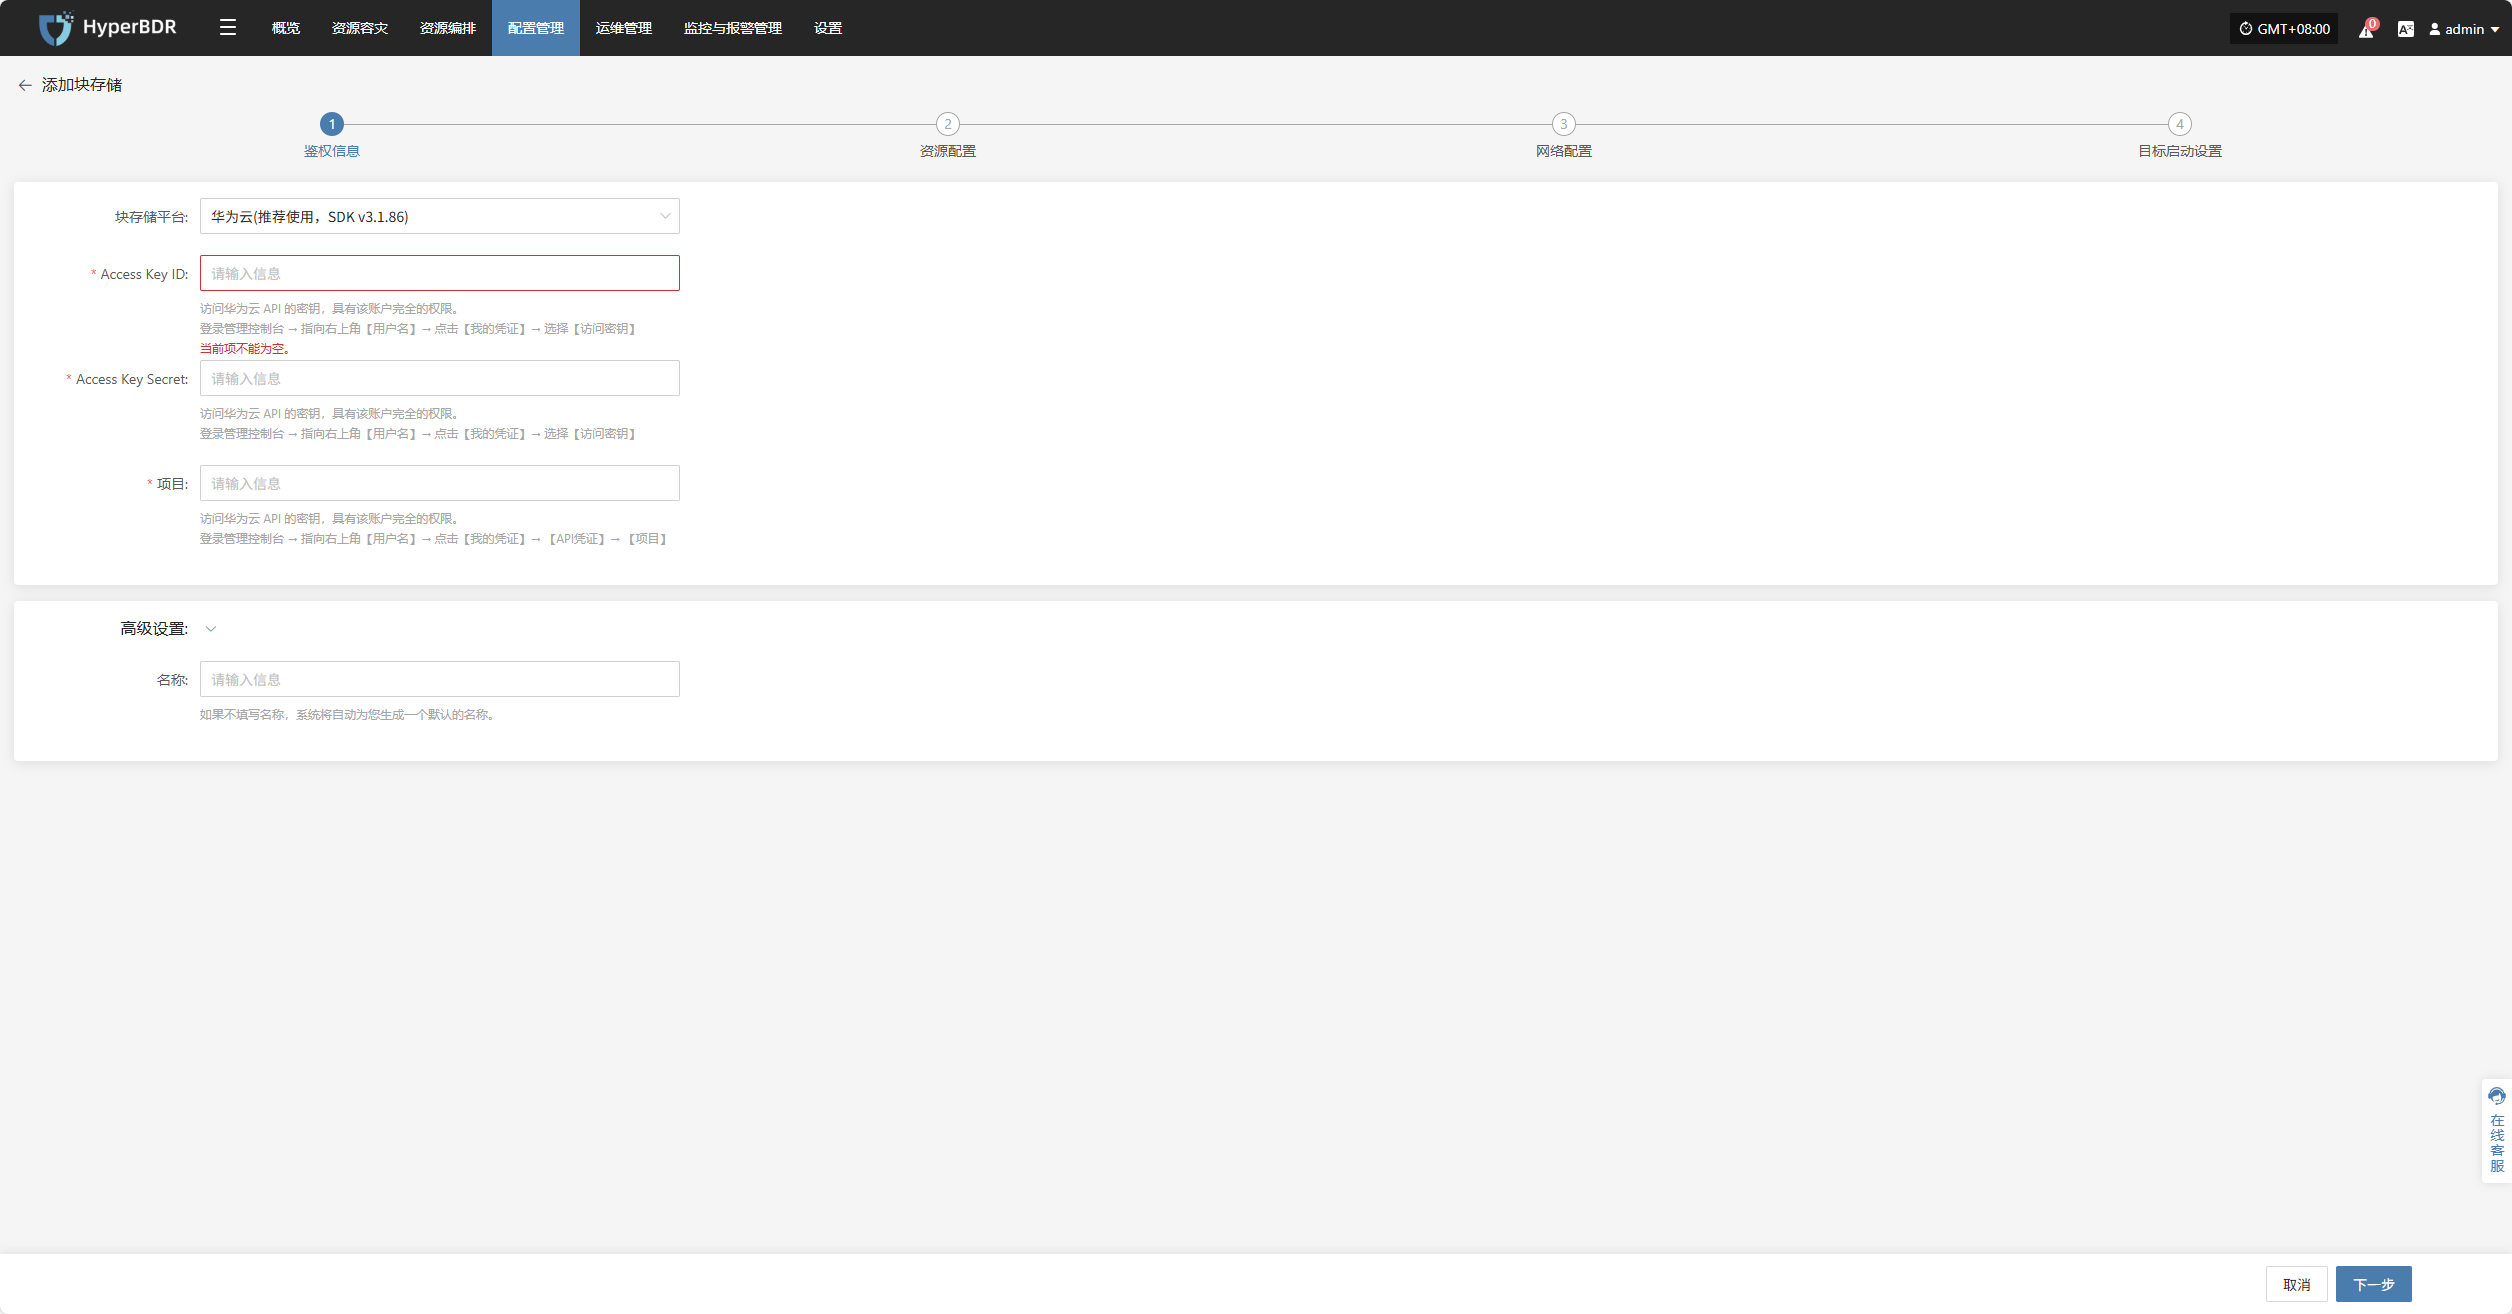 HyperBDR
概览
资源容灾
资源编排
配置管理
运维管理
监控与报警管理
设置
GMT+08:00
0
admin
添加块存储
1
鉴权信息
2
资源配置
3
网络配置
4
目标启动设置
块存储平台: 华为云(推荐使用，SDK v3.1.86)
* Access Key ID: 请输入信息
访问华为云 API 的密钥，具有该账户完全的权限。
登录管理控制台 → 指向右上角【用户名】→ 点击【我的凭证】→ 选择【访问密钥】
当前项不能为空。
* Access Key Secret: 请输入信息
访问华为云 API 的密钥，具有该账户完全的权限。
登录管理控制台 → 指向右上角【用户名】→ 点击【我的凭证】→ 选择【访问密钥】
* 项目: 请输入信息
访问华为云 API 的密钥，具有该账户完全的权限。
登录管理控制台 → 指向右上角【用户名】→ 点击【我的凭证】→ 【API凭证】→ 【项目】
高级设置:
名称: 请输入信息
如果不填写名称，系统将自动为您生成一个默认的名称。
在线客服
取消
下一步